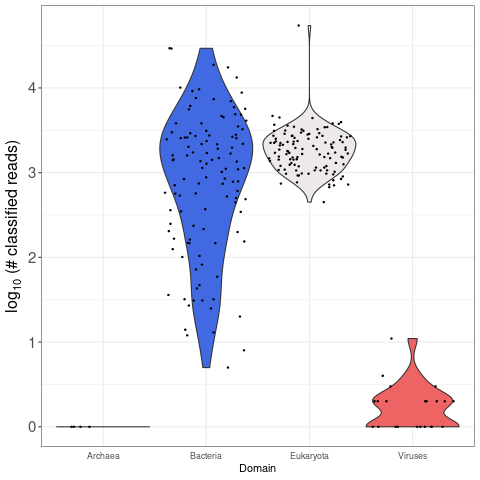 log10 (# classified reads)
4
3
2
1
0
Archaea Bacteria Eukaryota Viruses
Domain